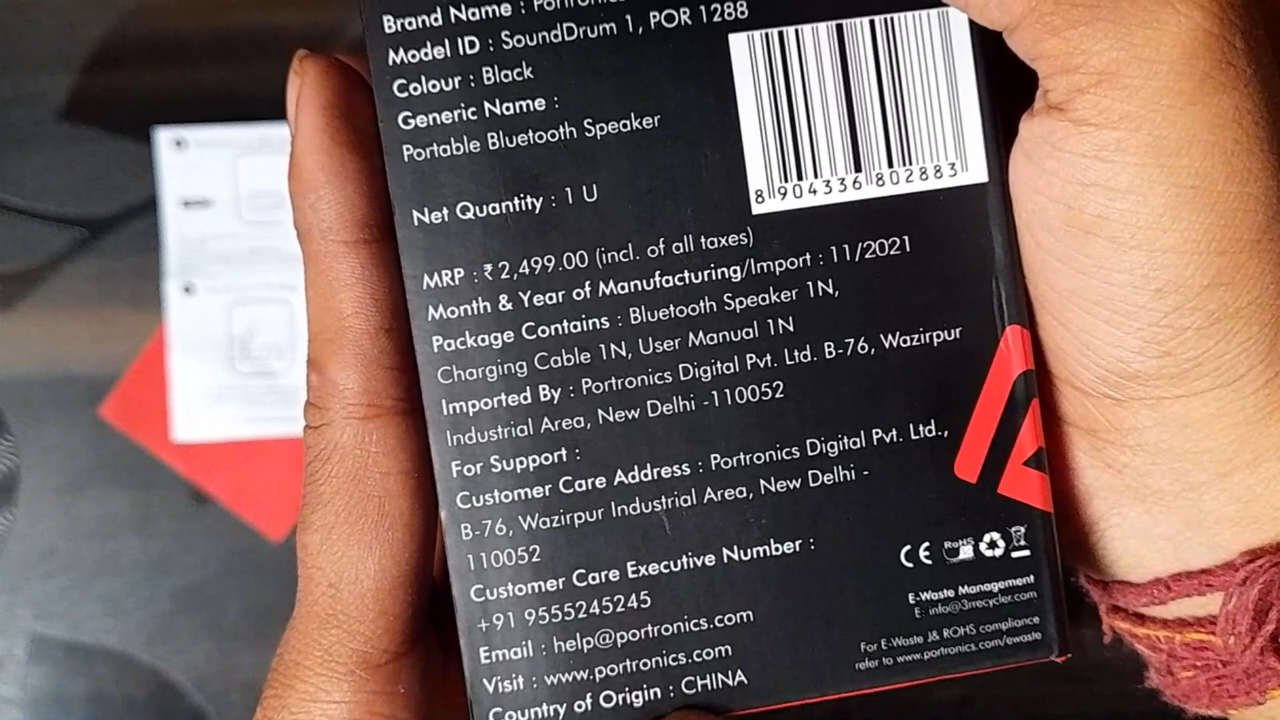 Brand Name : Portronics
Model ID : SoundDrum 1, POR 1288
Colour : Black
Generic Name :
Portable Bluetooth Speaker
8 904336 802883
Net Quantity : 1 U
MRP : ₹ 2,499.00 (incl. of all taxes)
Month & Year of Manufacturing/Import : 11/2021
Package Contains : Bluetooth Speaker 1N,
Charging Cable 1N, User Manual 1N
Imported By : Portronics Digital Pvt. Ltd. B-76, Wazirpur
Industrial Area, New Delhi -110052
For Support :
Customer Care Address : Portronics Digital Pvt. Ltd.,
B-76, Wazirpur Industrial Area, New Delhi -
110052
Customer Care Executive Number :
+91 9555245245
Email : help@portronics.com
Visit : www.portronics.com
Country of Origin : CHINA
CE RoHS
E-Waste Management
E: info@3rrecycler.com
For E-Waste J& ROHS compliance
refer to www.portronics.com/ewaste